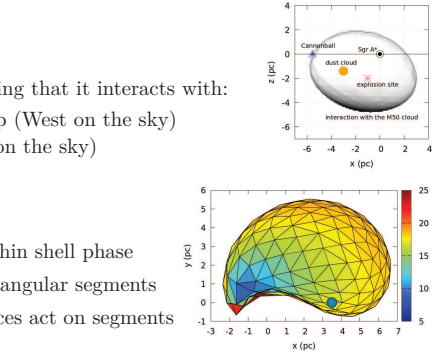 ing that it interacts with:
p (West on the sky)
on the sky)
hin shell phase
angular segments
ces act on segments
4
2
0
-2
-4
-6
z (pc)
Cannonball
Sgr A*
dust cloud
explosion site
interaction with the M50 cloud
-6 -4 -2 0 2 4
x (pc)
6
5
4
3
2
1
0
-1
y (pc)
-3 -2 -1 0 1 2 3 4 5 6 7
x (pc)
25
20
15
10
5